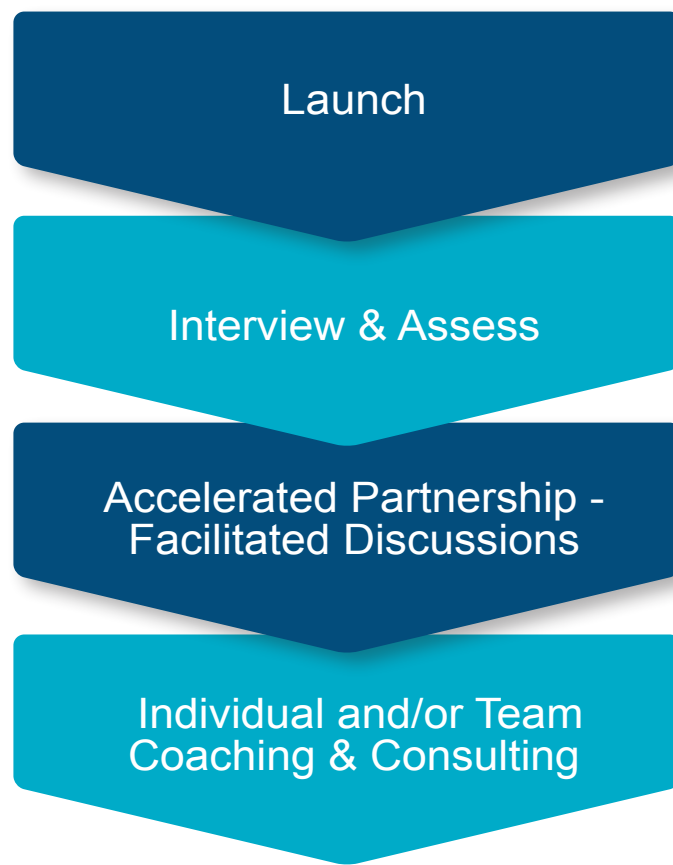 Launch
Interview & Assess
Accelerated Partnership -
Facilitated Discussions
Individual and/or Team
Coaching & Consulting